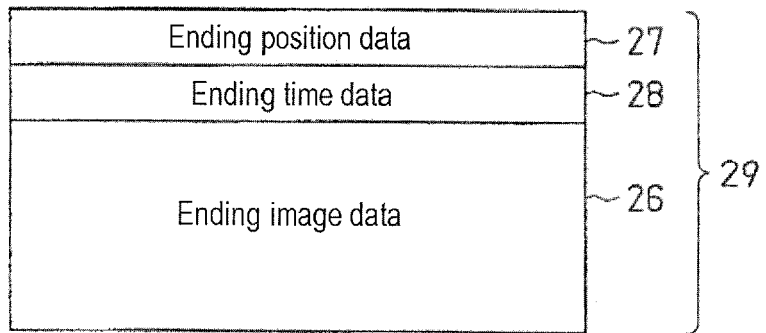 Ending position data 27
Ending time data 28
Ending image data 26
29